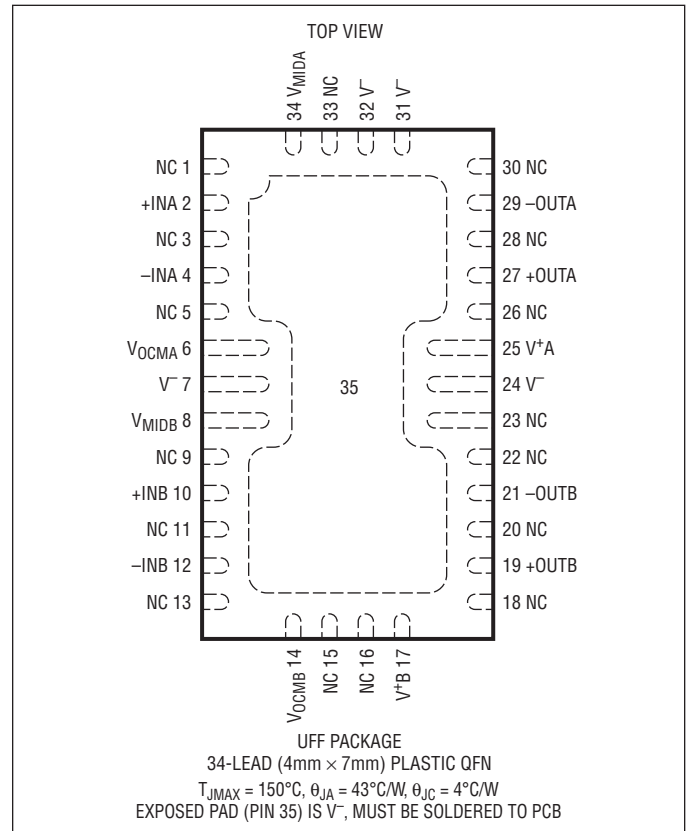 TOP VIEW
34 VMIDA
33 NC
32 V–
31 V–
NC 1
+INA 2
NC 3
–INA 4
NC 5
VOCMA 6
V– 7
VMIDB 8
NC 9
+INB 10
NC 11
–INB 12
NC 13
30 NC
29 –OUTA
28 NC
27 +OUTA
26 NC
25 V+A
24 V–
23 NC
22 NC
21 –OUTB
20 NC
19 +OUTB
18 NC
35
VOCMB 14
NC 15
NC 16
V+B 17
UFF PACKAGE
34-LEAD (4mm × 7mm) PLASTIC QFN
TJMAX = 150°C, θJA = 43°C/W, θJC = 4°C/W
EXPOSED PAD (PIN 35) IS V–, MUST BE SOLDERED TO PCB